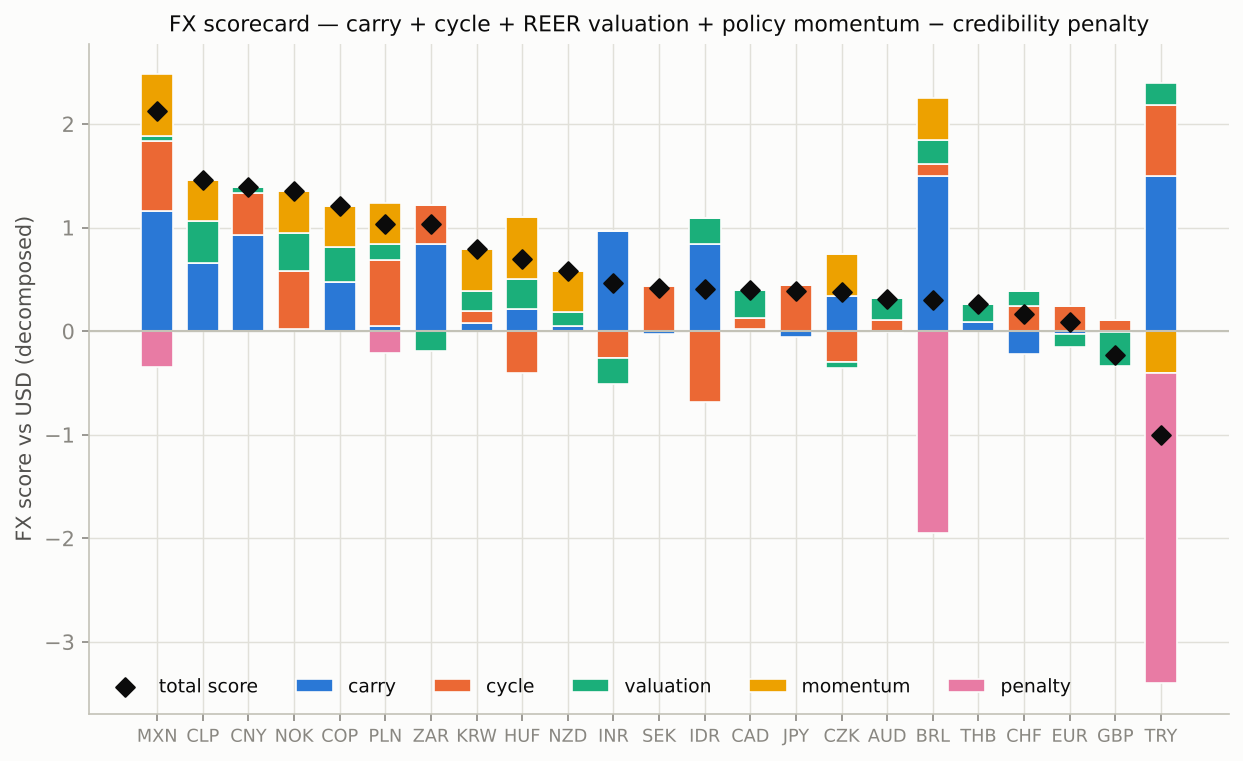 FX scorecard — carry + cycle + REER valuation + policy momentum − credibility penalty
FX score vs USD (decomposed)
2
1
0
−1
−2
−3
total score carry cycle valuation momentum penalty
MXN CLP CNY NOK COP PLN ZAR KRW HUF NZD INR SEK IDR CAD JPY CZK AUD BRL THB CHF EUR GBP TRY